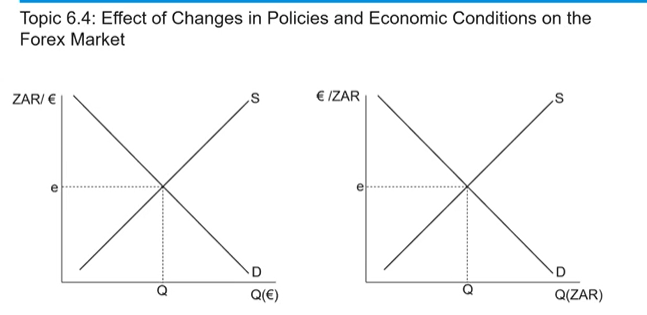 Topic 6.4: Effect of Changes in Policies and Economic Conditions on the
Forex Market
ZAR/ €
S
e
D
Q
Q(€)
€ /ZAR
S
e
D
Q
Q(ZAR)